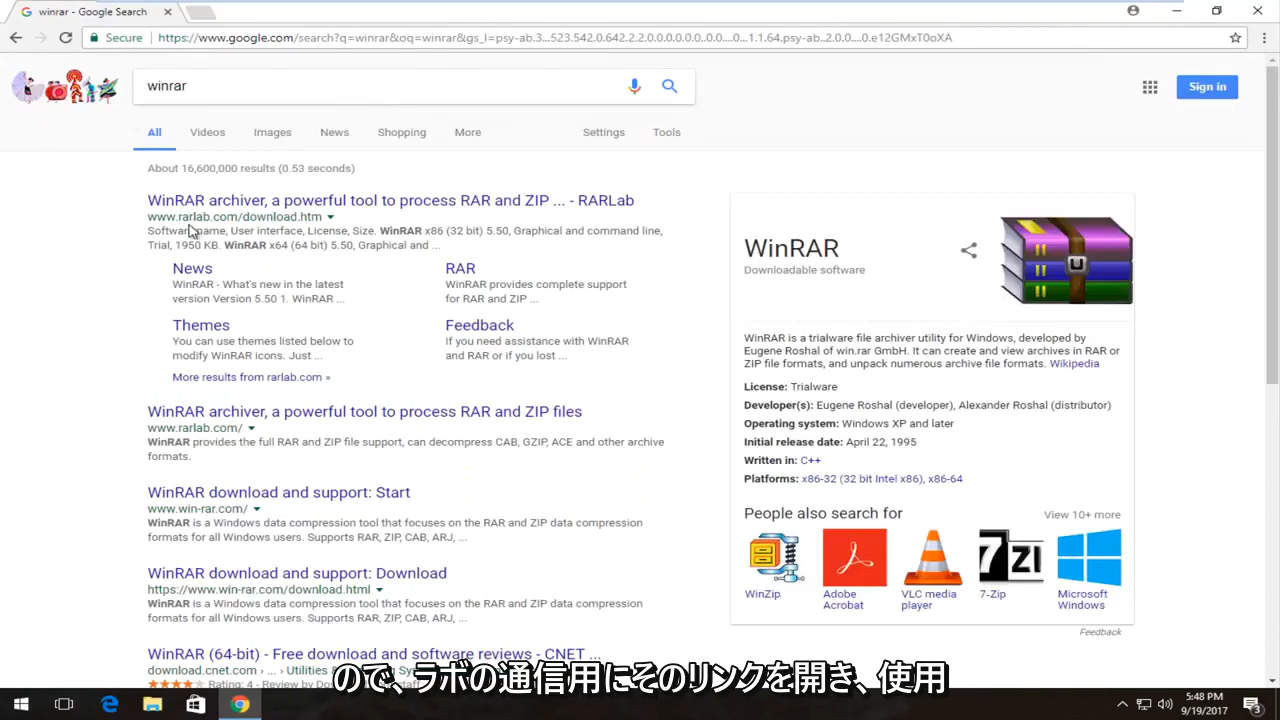 winrar - Google Search
Secure https://www.google.com/search?q=winrar&oq=winrar&gs_l=psy-ab.3...523.542.0.642.2.2.0.0.0.0.0.0..0.0....0...1.1.64.psy-ab..2.0.0....0.e12GMxT0oXA
winrar
Sign in
All Videos Images News Shopping More Settings Tools
About 16,600,000 results (0.53 seconds)
WinRAR archiver, a powerful tool to process RAR and ZIP ... - RARLab
www.rarlab.com/download.htm
Software name, User interface, License, Size. WinRAR x86 (32 bit) 5.50, Graphical and command line,
Trial, 1950 KB. WinRAR x64 (64 bit) 5.50, Graphical and ...
News
WinRAR - What's new in the latest
version Version 5.50 1. WinRAR ...
RAR
WinRAR provides complete support
for RAR and ZIP ...
Themes
You can use themes listed below to
modify WinRAR icons. Just ...
Feedback
If you need assistance with WinRAR
and RAR or if you lost ...
More results from rarlab.com »
WinRAR archiver, a powerful tool to process RAR and ZIP files
www.rarlab.com/
WinRAR provides the full RAR and ZIP file support, can decompress CAB, GZIP, ACE and other archive
formats.
WinRAR download and support: Start
www.win-rar.com/
WinRAR is a Windows data compression tool that focuses on the RAR and ZIP data compression
formats for all Windows users. Supports RAR, ZIP, CAB, ARJ, ...
WinRAR download and support: Download
https://www.win-rar.com/download.html
WinRAR is a Windows data compression tool that focuses on the RAR and ZIP data compression
formats for all Windows users. Supports RAR, ZIP, CAB, ARJ, ...
WinRAR (64-bit) - Free download and software reviews - CNET ...
download.cnet.com › ... › Utilities
Rating: 4 - Review by
WinRAR
Downloadable software
WinRAR is a trialware file archiver utility for Windows, developed by
Eugene Roshal of win.rar GmbH. It can create and view archives in RAR or
ZIP file formats, and unpack numerous archive file formats. Wikipedia
License: Trialware
Developer(s): Eugene Roshal (developer), Alexander Roshal (distributor)
Operating system: Windows XP and later
Initial release date: April 22, 1995
Written in: C++
Platforms: x86-32 (32 bit Intel x86), x86-64
People also search for View 10+ more
WinZip
Adobe
Acrobat
VLC media
player
7-Zip
Microsoft
Windows
Feedback
ので、ラボの通信用にそのリンクを開き、使用
5:48 PM
9/19/2017